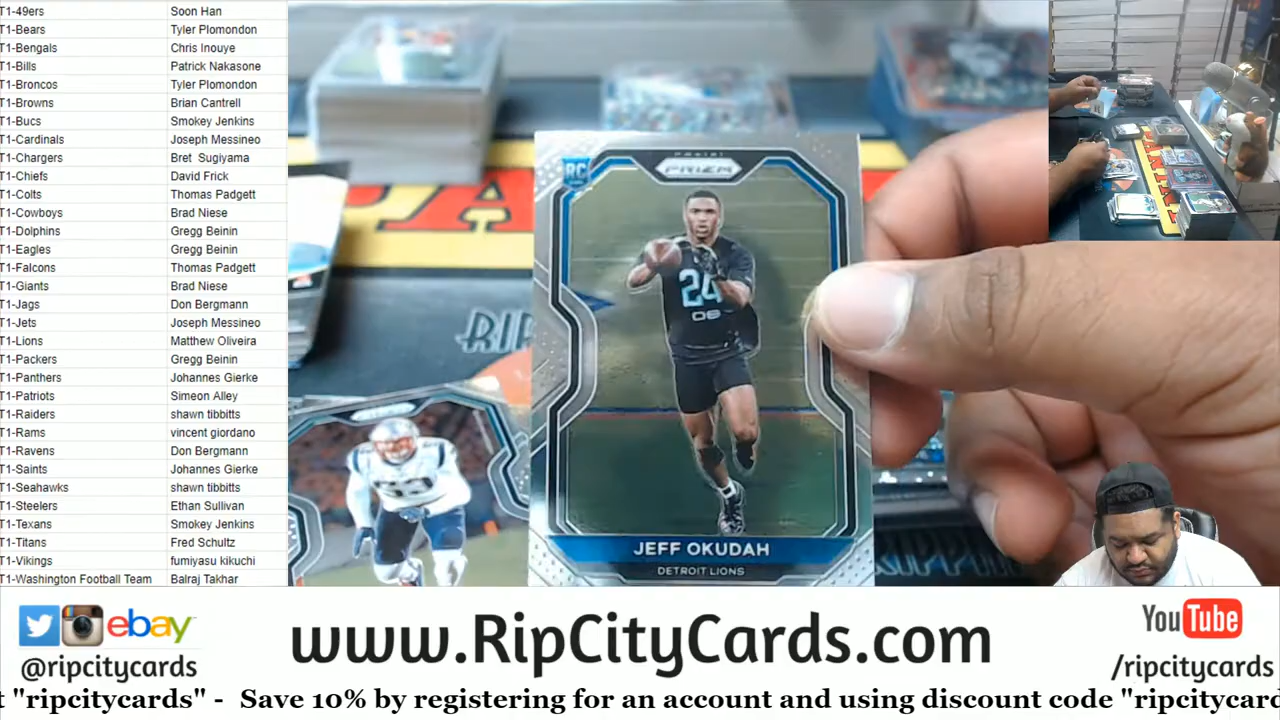 T1-49ers Soon Han
T1-Bears Tyler Plomondon
T1-Bengals Chris Inouye
T1-Bills Patrick Nakasone
T1-Broncos Tyler Plomondon
T1-Browns Brian Cantrell
T1-Bucs Smokey Jenkins
T1-Cardinals Joseph Messineo
T1-Chargers Bret Sugiyama
T1-Chiefs David Frick
T1-Colts Thomas Padgett
T1-Cowboys Brad Niese
T1-Dolphins Gregg Beinin
T1-Eagles Gregg Beinin
T1-Falcons Thomas Padgett
T1-Giants Brad Niese
T1-Jags Don Bergmann
T1-Jets Joseph Messineo
T1-Lions Matthew Oliveira
T1-Packers Gregg Beinin
T1-Panthers Johannes Gierke
T1-Patriots Simeon Alley
T1-Raiders shawn tibbitts
T1-Rams vincent giordano
T1-Ravens Don Bergmann
T1-Saints Johannes Gierke
T1-Seahawks shawn tibbitts
T1-Steelers Ethan Sullivan
T1-Texans Smokey Jenkins
T1-Titans Fred Schultz
T1-Vikings fumiyasu kikuchi
T1-Washington Football Team Balraj Takhar
PANINI
PRIZM
RC
24
OB
JEFF OKUDAH
DETROIT LIONS
RIP
ebay
@ripcitycards
www.RipCityCards.com
YouTube
/ripcitycards
t "ripcitycards" - Save 10% by registering for an account and using discount code "ripcitycard